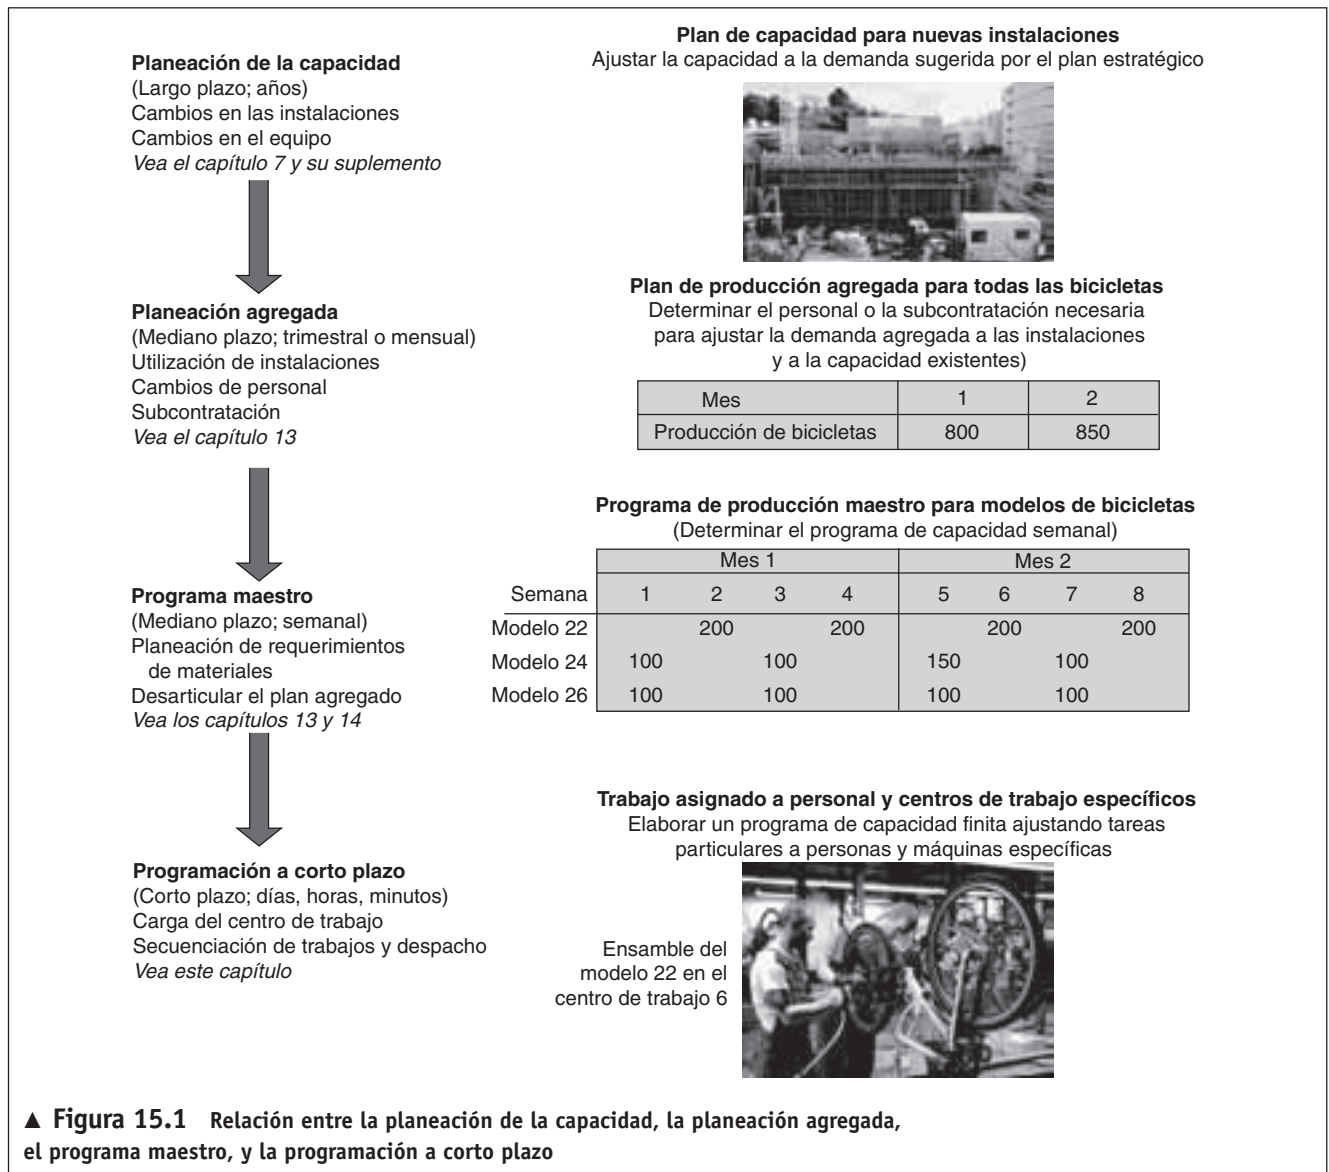 Planeación de la capacidad
(Largo plazo; años)
Cambios en las instalaciones
Cambios en el equipo
Vea el capítulo 7 y su suplemento
Plan de capacidad para nuevas instalaciones
Ajustar la capacidad a la demanda sugerida por el plan estratégico
Planeación agregada
(Mediano plazo; trimestral o mensual)
Utilización de instalaciones
Cambios de personal
Subcontratación
Vea el capítulo 13
Plan de producción agregada para todas las bicicletas
Determinar el personal o la subcontratación necesaria
para ajustar la demanda agregada a las instalaciones
y a la capacidad existentes)
Mes 1 2
Producción de bicicletas 800 850
Programa maestro
(Mediano plazo; semanal)
Planeación de requerimientos
de materiales
Desarticular el plan agregado
Vea los capítulos 13 y 14
Programa de producción maestro para modelos de bicicletas
(Determinar el programa de capacidad semanal)
Mes 1 Mes 2
Semana 1 2 3 4 5 6 7 8
Modelo 22 200 200 200 200
Modelo 24 100 100 150 100
Modelo 26 100 100 100 100
Programación a corto plazo
(Corto plazo; días, horas, minutos)
Carga del centro de trabajo
Secuenciación de trabajos y despacho
Vea este capítulo
Trabajo asignado a personal y centros de trabajo específicos
Elaborar un programa de capacidad finita ajustando tareas
particulares a personas y máquinas específicas
Ensamble del
modelo 22 en el
centro de trabajo 6
▲ Figura 15.1 Relación entre la planeación de la capacidad, la planeación agregada,
el programa maestro, y la programación a corto plazo